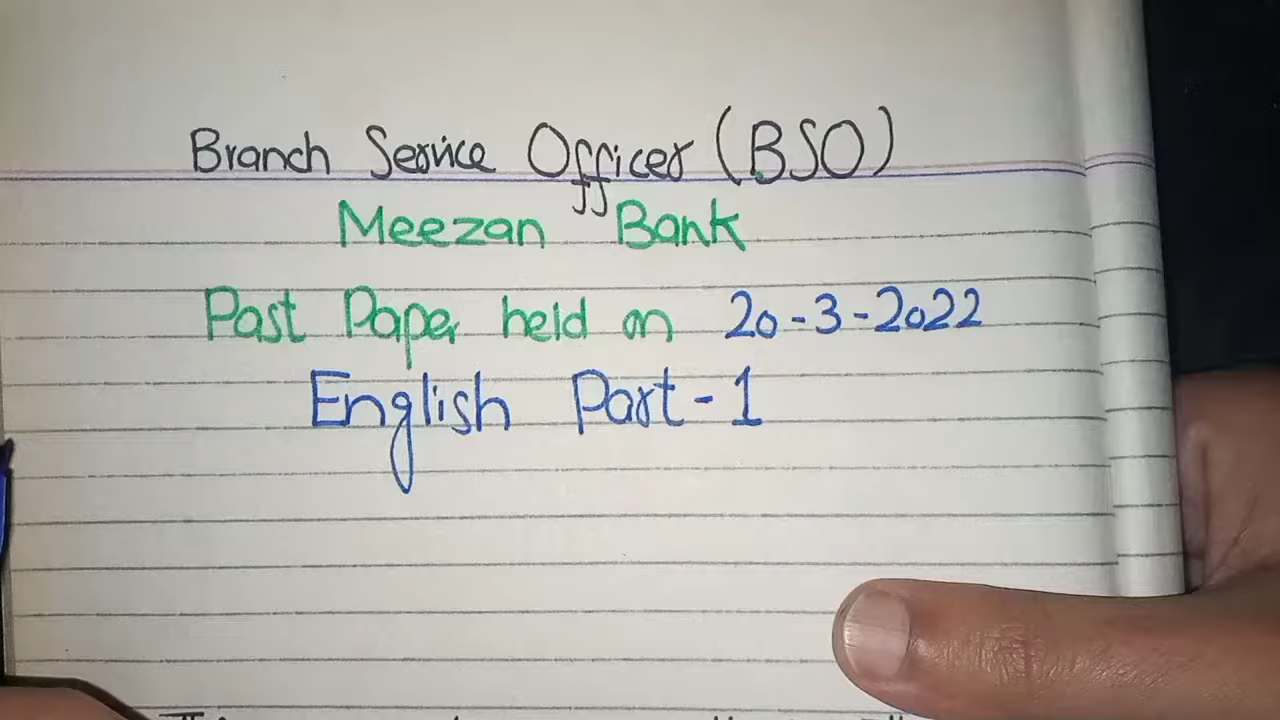 Branch Service Officer (BSO)
Meezan Bank
Past Paper held on 20-3-2022
English Part-1